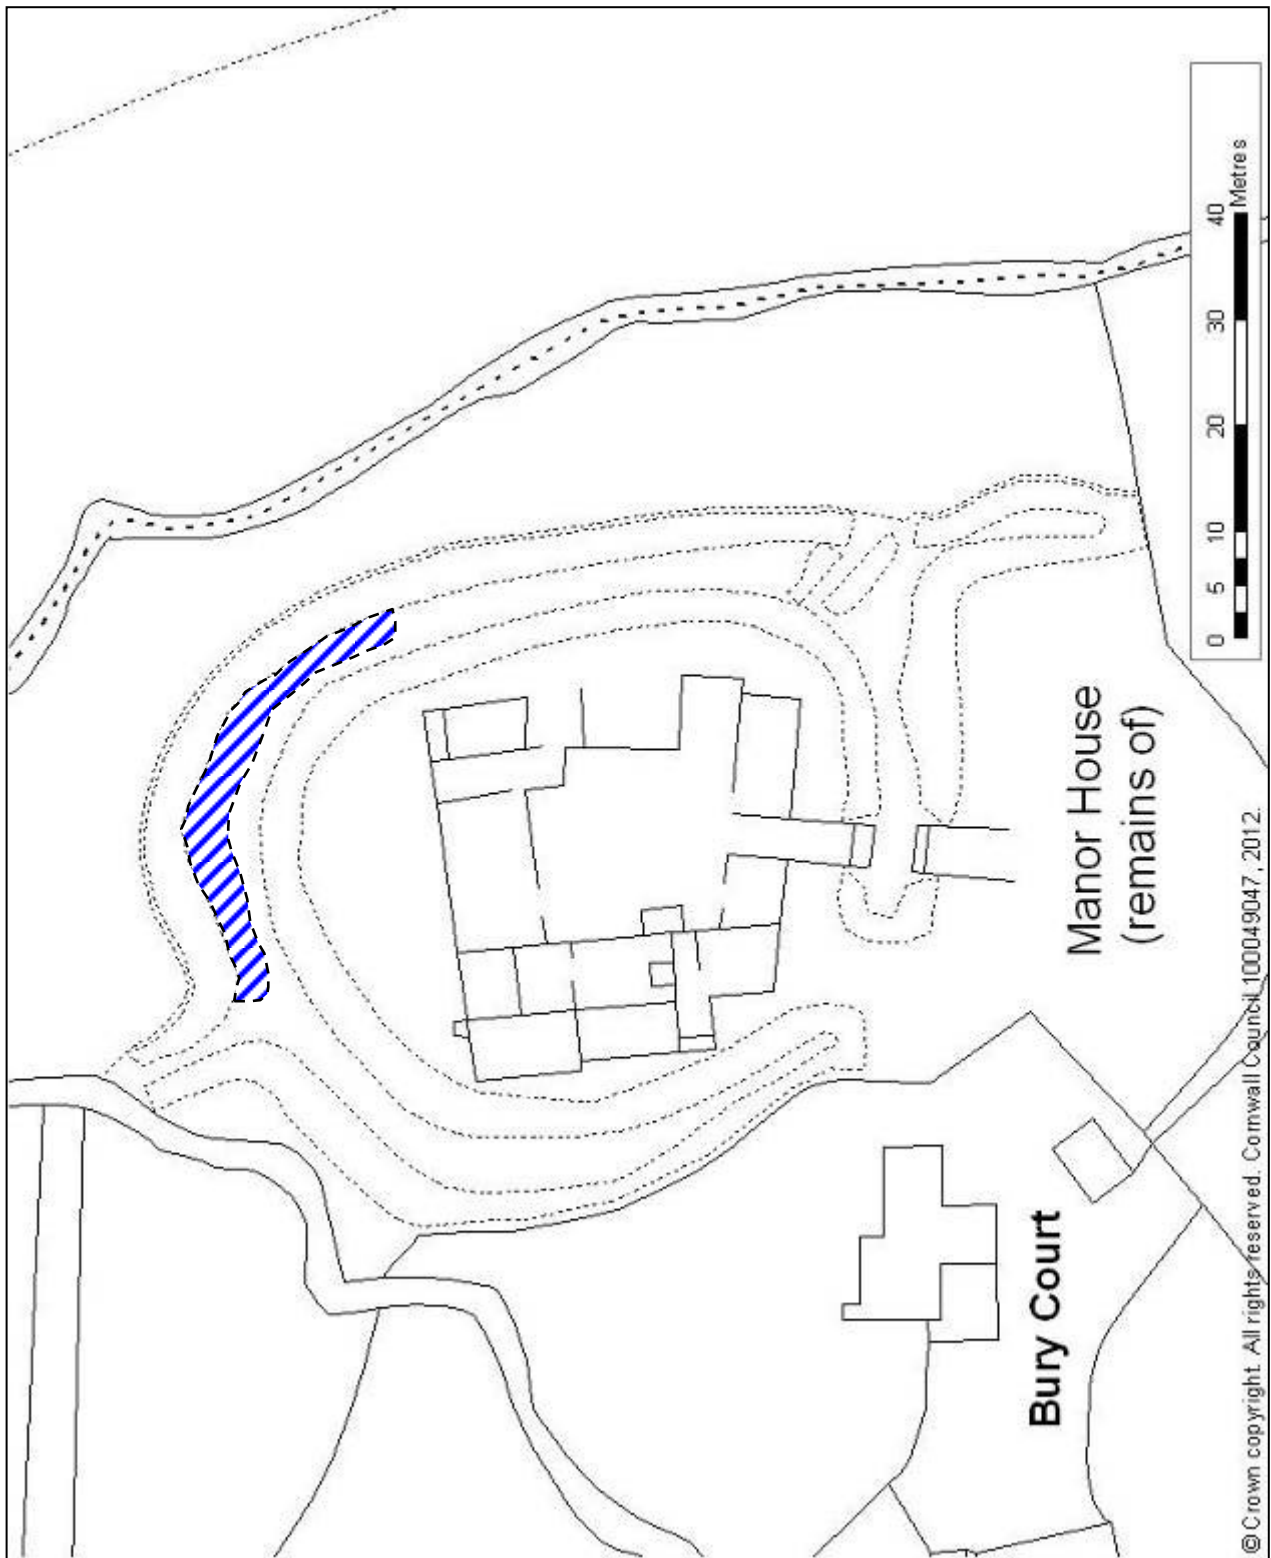 Manor House
(remains of)
Bury Court
0 5 10 20 30 40
Metres
© Crown copyright. All rights reserved. Cornwall Council 100049047, 2012.